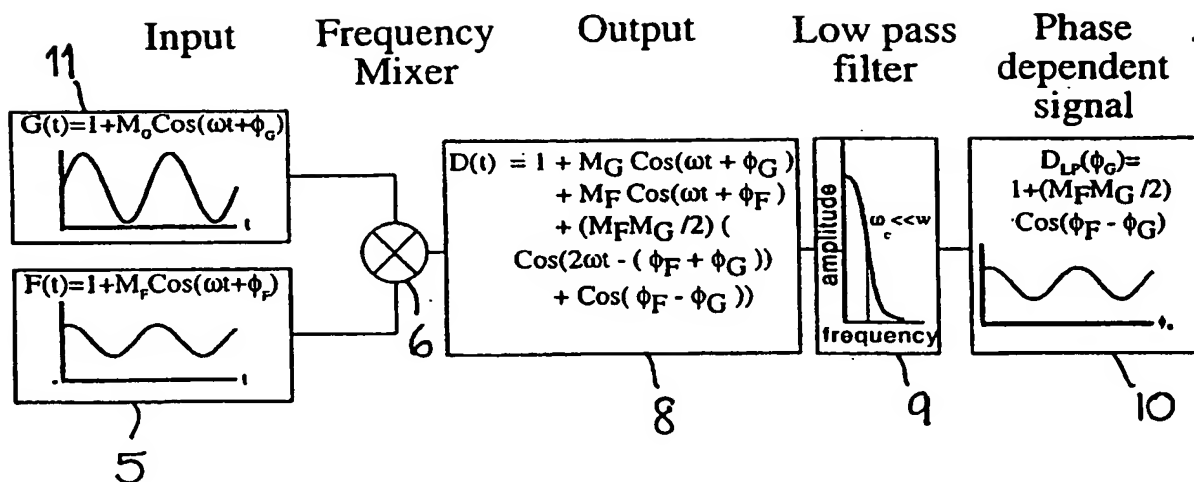 Input
Frequency
Mixer
Output
Low pass
filter
Phase
dependent
signal
11
G(t)=1+M_G Cos(ωt+φ_G)
t
F(t)=1+M_F Cos(ωt+φ_F)
t
5
6
D(t) = 1 + M_G Cos(ωt + φ_G)
+ M_F Cos(ωt + φ_F)
+ (M_F M_G /2) (
Cos(2ωt - ( φ_F + φ_G))
+ Cos( φ_F - φ_G ))
8
amplitude
ω_c <<w
frequency
9
D_LP(φ_G)=
1+(M_F M_G /2)
Cos(φ_F - φ_G)
10